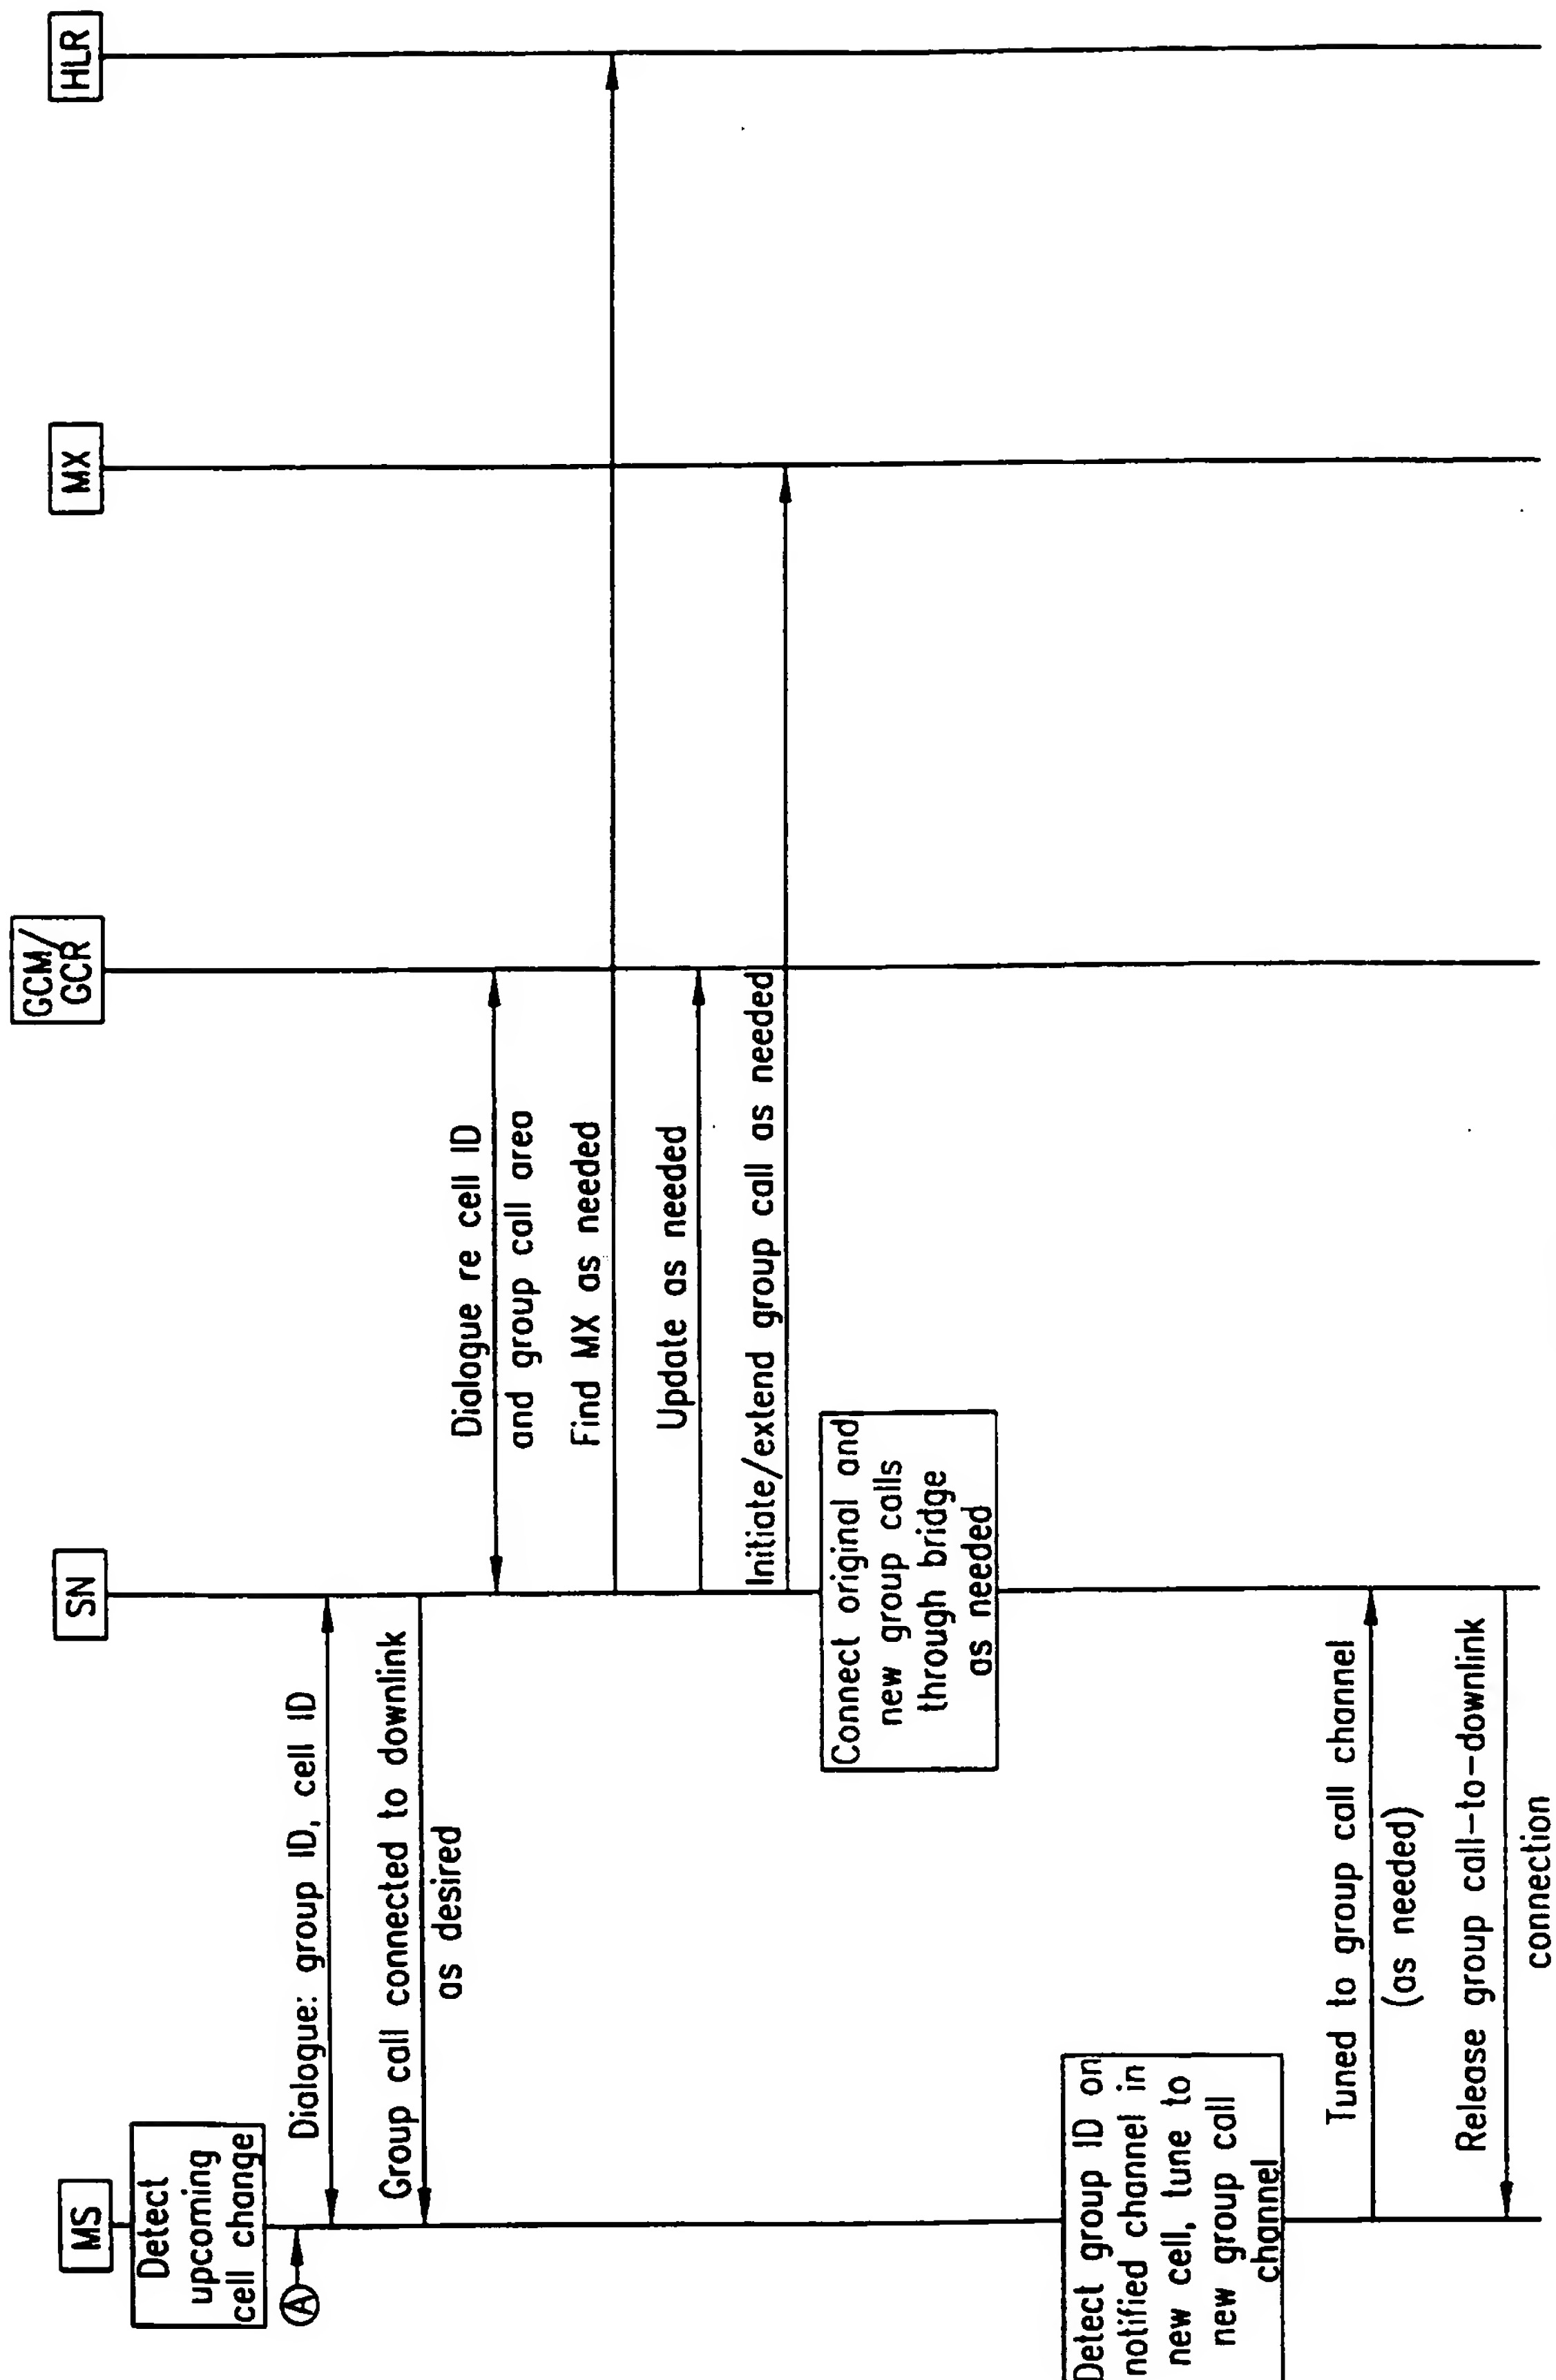 MS
SN
GCM/
GCR
MX
HLR
Detect
upcoming
cell change
A
Dialogue: group ID, cell ID
Group call connected to downlink
as desired
Dialogue re cell ID
and group call area
Find MX as needed
Update as needed
Initiate/extend group call as needed
Connect original and
new group calls
through bridge
as needed
Detect group ID on
notified channel in
new cell, tune to
new group call
channel
Tuned to group call channel
(as needed)
Release group call-to-downlink
connection